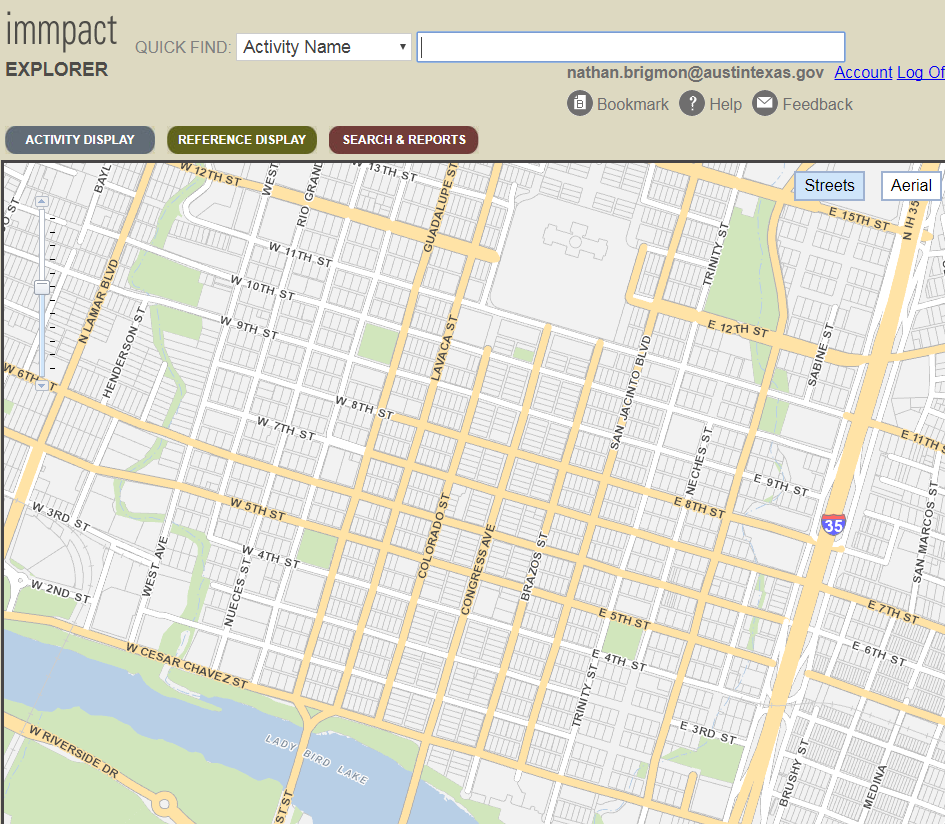 immpact
EXPLORER
QUICK FIND: Activity Name
nathan.brigmon@austintexas.gov Account Log Of
Bookmark ? Help Feedback
ACTIVITY DISPLAY REFERENCE DISPLAY SEARCH & REPORTS
Streets Aerial
W 12TH ST
W 13TH ST
BAYL
WEST
RIO GRAND
GUADALUPE ST
O ST
E 15TH ST
N IH 35
TRINITY ST
W 11TH ST
W 10TH ST
N LAMAR BLVD
HENDERSON ST
W 9TH ST
LAVACA ST
E 12TH ST
SABINE ST
SAN JACINTO BLVD
W 6TH ST
W 8TH ST
W 7TH ST
NECHES ST
E 11TH S
E 9TH ST
E 8TH ST
W 5TH ST
W 3RD ST
COLORADO ST
CONGRESS AVE
BRAZOS ST
35
SAN MARCOS ST
WEST AVE
W 4TH ST
NUECES ST
W 2ND ST
E 5TH ST
E 7TH ST
E 6TH ST
E 4TH ST
W CESAR CHAVEZ ST
TRINITY ST
E 3RD ST
W RIVERSIDE DR
LADY BIRD LAKE
BRUSHY ST
MEDINA
ST ST